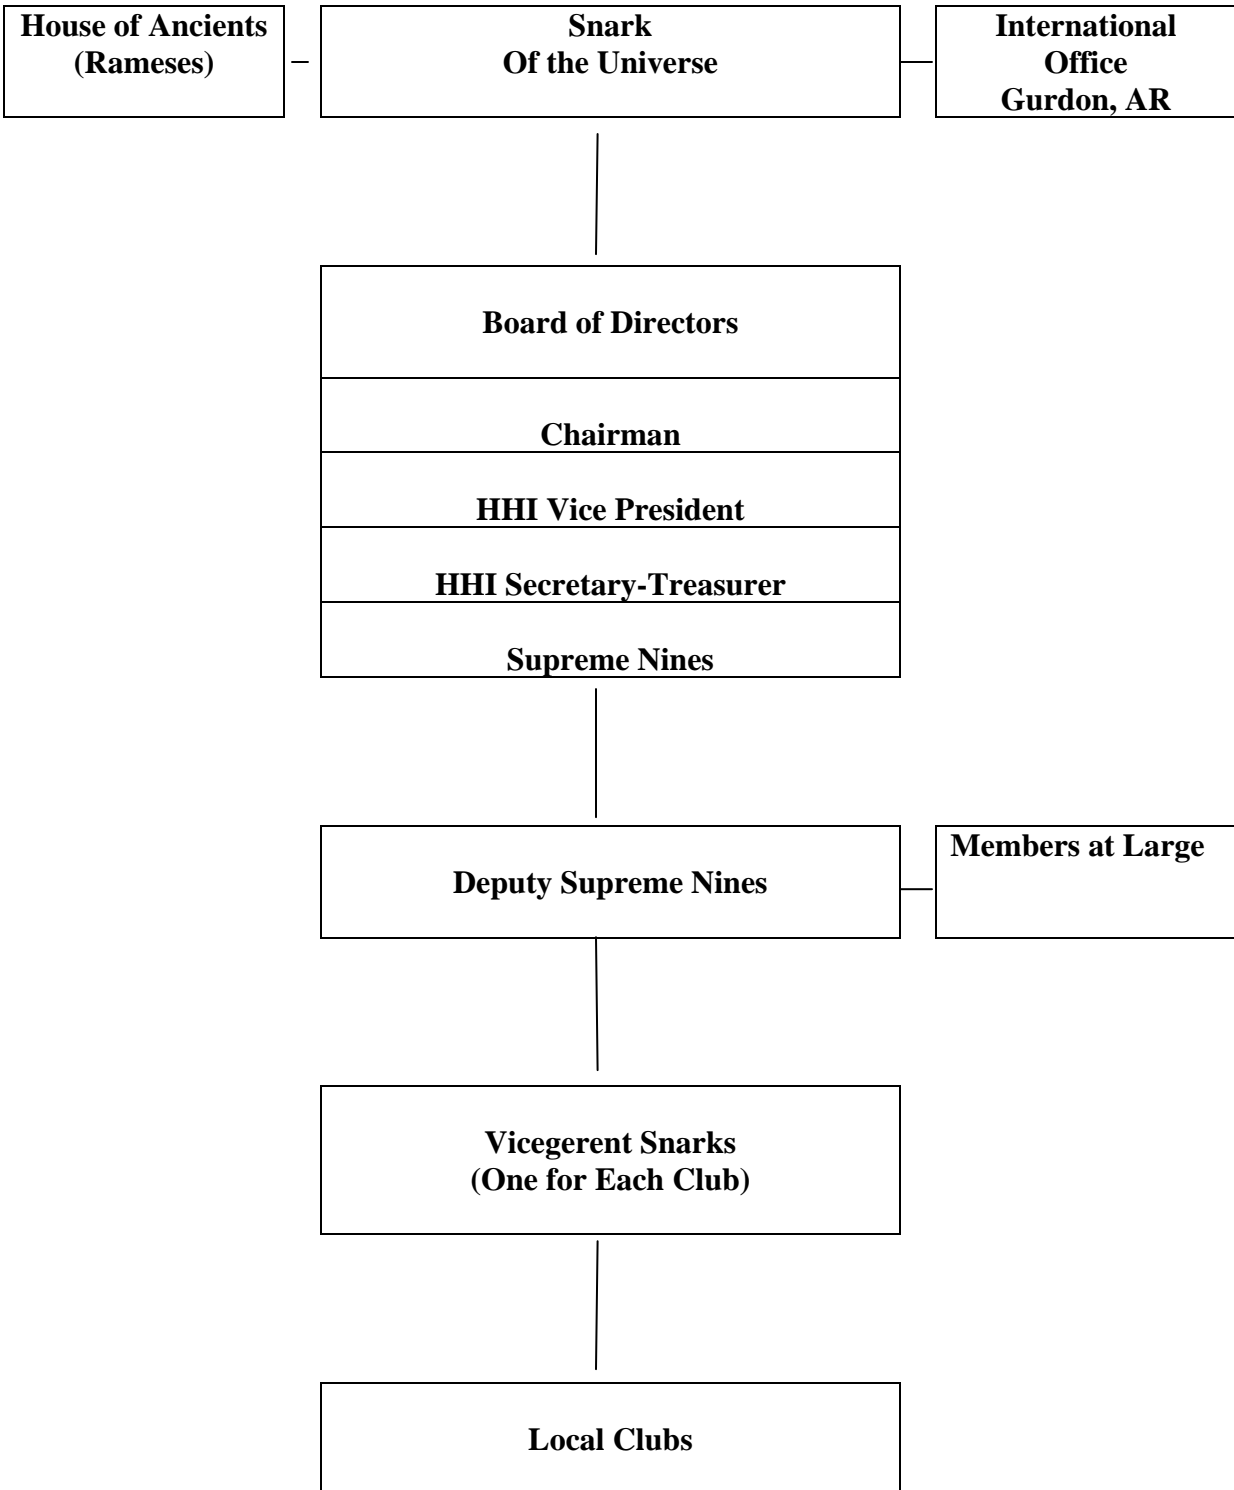 House of Ancients
(Rameses)
Snark
Of the Universe
International
Office
Gurdon, AR
Board of Directors
Chairman
HHI Vice President
HHI Secretary-Treasurer
Supreme Nines
Deputy Supreme Nines
Members at Large
Vicegerent Snarks
(One for Each Club)
Local Clubs